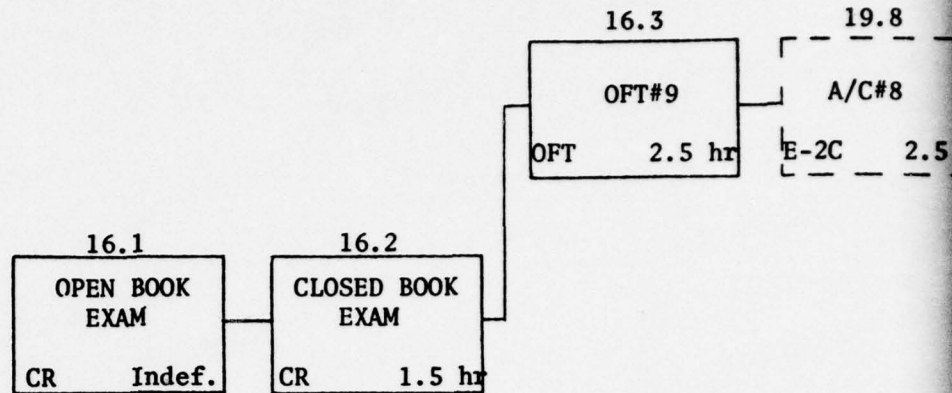 16.3 19.8
OFT#9 A/C#8
OFT 2.5 hr E-2C 2.5
16.1 16.2
OPEN BOOK CLOSED BOOK
EXAM EXAM
CR Indef. CR 1.5 hr